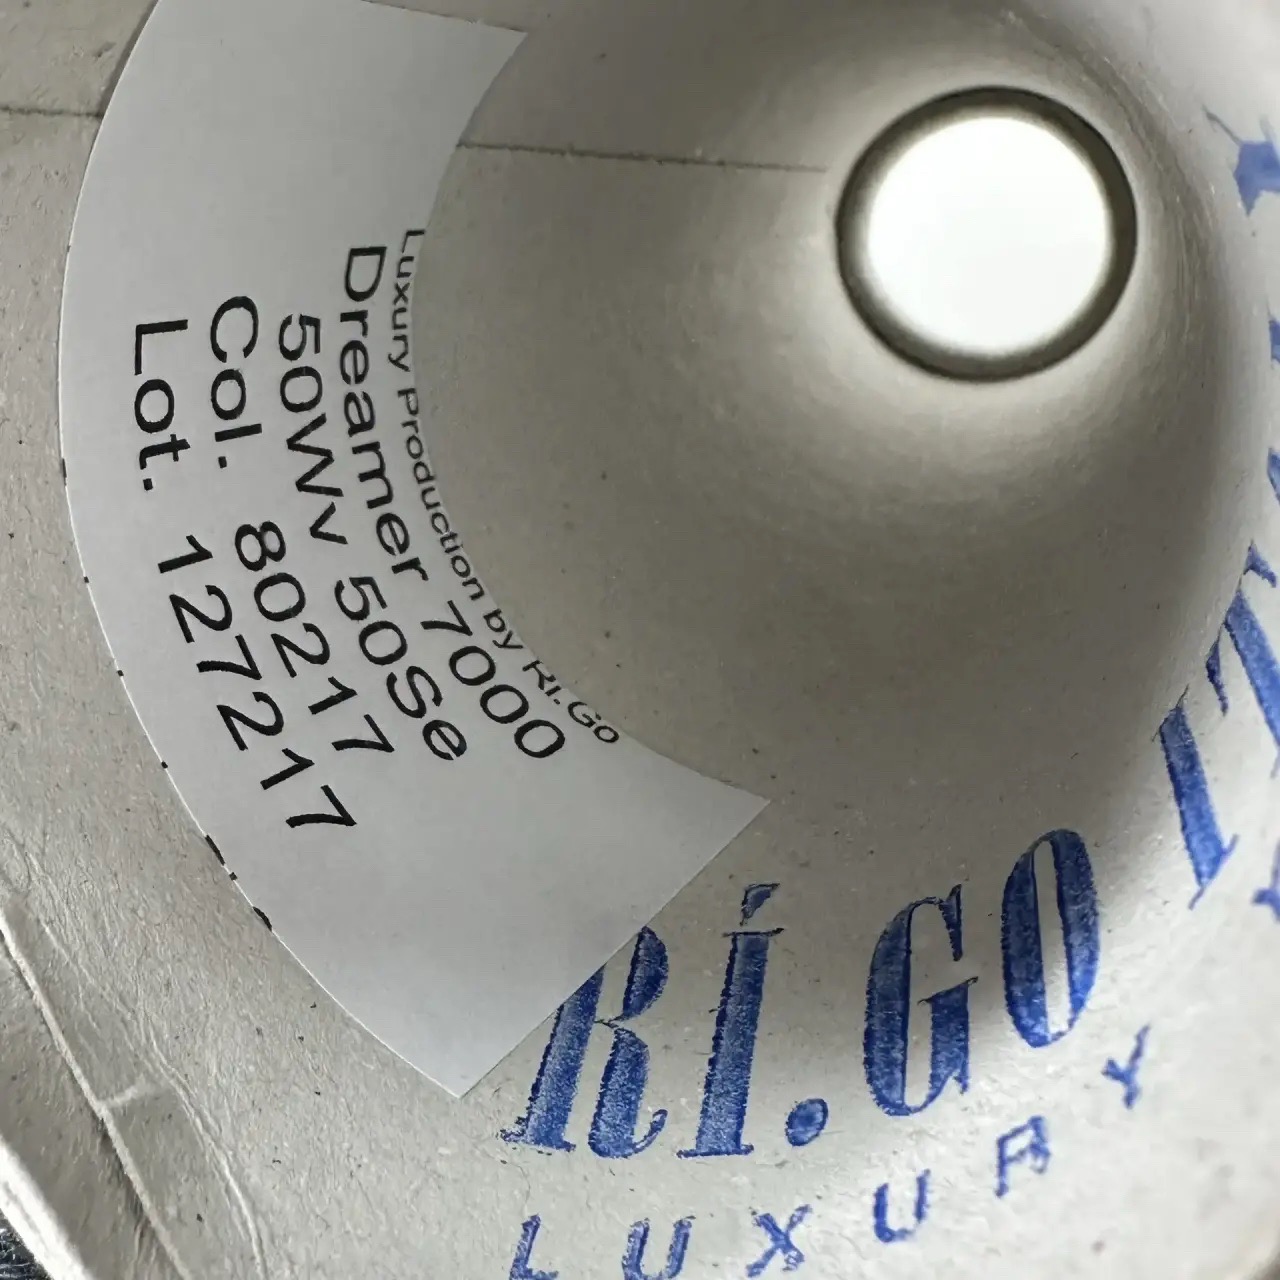 Luxury Production by Ri.Go
Dreamer 7000
50Wv 50Se
Col. 80217
Lot. 127217
RI.GO
LUXURY